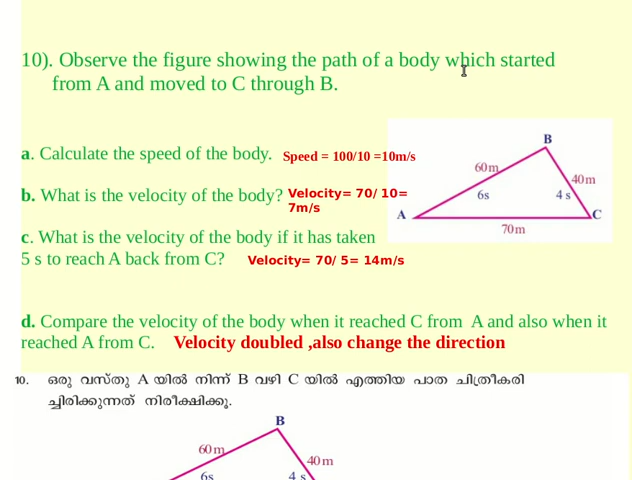 10). Observe the figure showing the path of a body which started
from A and moved to C through B.
a. Calculate the speed of the body. Speed = 100/10 =10m/s
b. What is the velocity of the body? Velocity= 70/ 10=
7m/s
c. What is the velocity of the body if it has taken
5 s to reach A back from C? Velocity= 70/ 5= 14m/s
B
60m
40m
6s
4 s
A
C
70m
d. Compare the velocity of the body when it reached C from A and also when it
reached A from C. Velocity doubled ,also change the direction
10. ഒരു വസ്തു A യിൽ നിന്ന് B വഴി C യിൽ എത്തിയ പാത ചിത്രീകരി
ച്ചിരിക്കുന്നത് നിരീക്ഷിക്കൂ.
B
60m
40m
6s
4 s